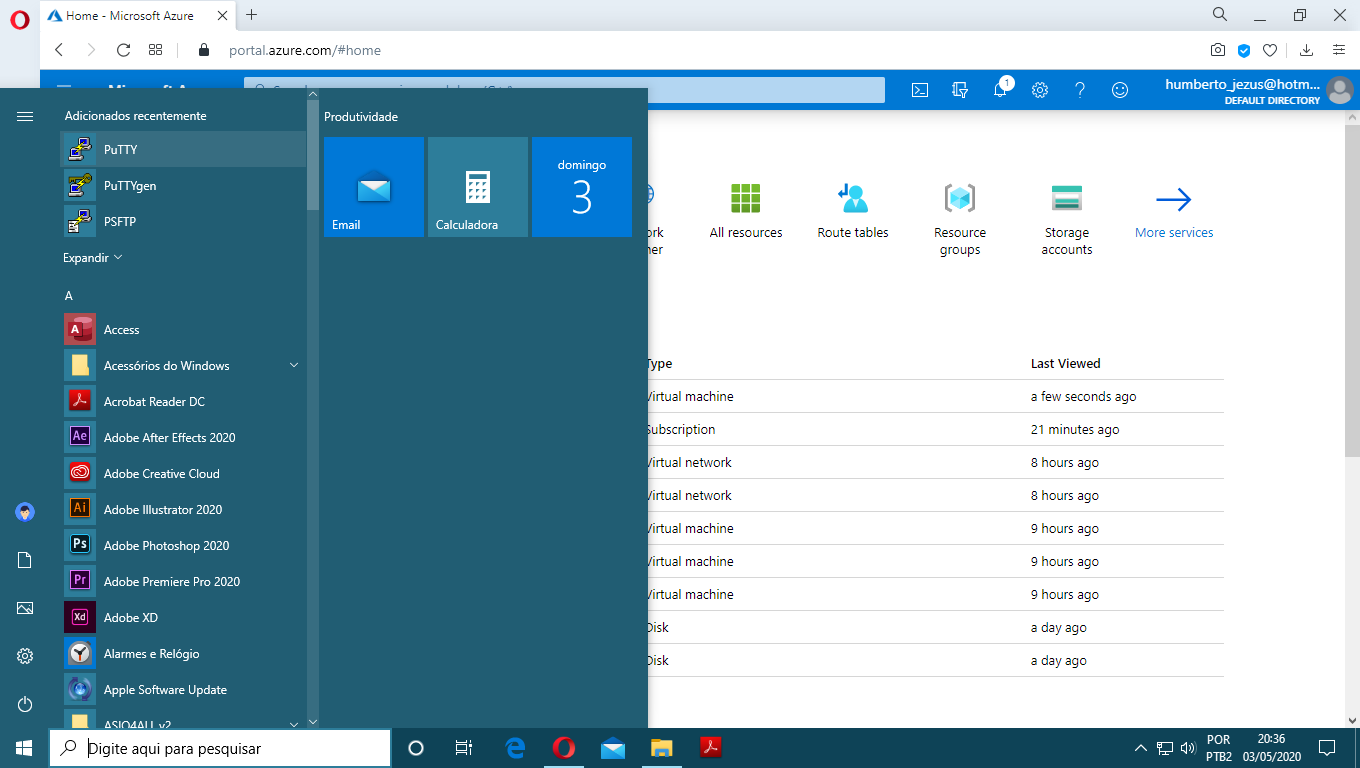 Home - Microsoft Azure
portal.azure.com/#home
1
humberto_jezus@hotm...
DEFAULT DIRECTORY
Adicionados recentemente
PuTTY
PuTTYgen
PSFTP
Expandir
A
Access
Acessórios do Windows
Acrobat Reader DC
Ae
Adobe After Effects 2020
Adobe Creative Cloud
Ai
Adobe Illustrator 2020
Ps
Adobe Photoshop 2020
Pr
Adobe Premiere Pro 2020
Xd
Adobe XD
Alarmes e Relógio
Apple Software Update
ASIO4ALL v2
Produtividade
Email
Calculadora
domingo
3
All resources
Route tables
Resource
groups
Storage
accounts
More services
Type
Last Viewed
Virtual machine
a few seconds ago
Subscription
21 minutes ago
Virtual network
8 hours ago
Virtual network
8 hours ago
Virtual machine
9 hours ago
Virtual machine
9 hours ago
Virtual machine
9 hours ago
Disk
a day ago
Disk
a day ago
Digite aqui para pesquisar
POR
PTB2
20:36
03/05/2020